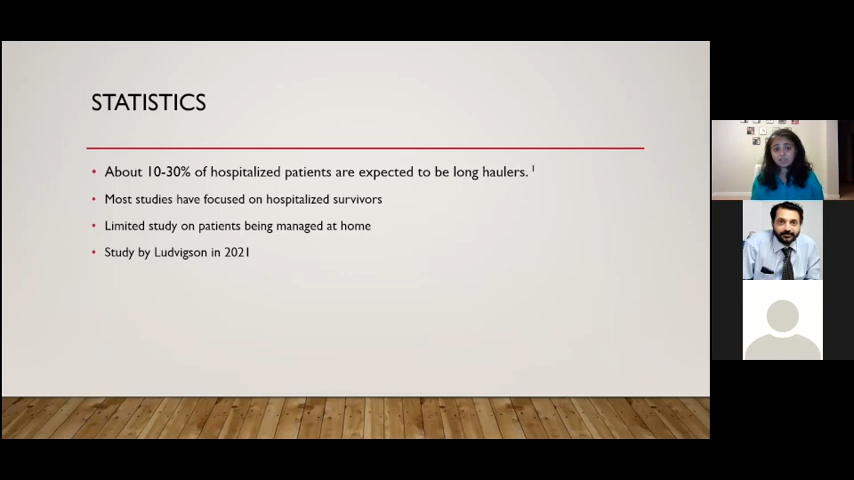 STATISTICS
• About 10-30% of hospitalized patients are expected to be long haulers. 1
• Most studies have focused on hospitalized survivors
• Limited study on patients being managed at home
• Study by Ludvigson in 2021